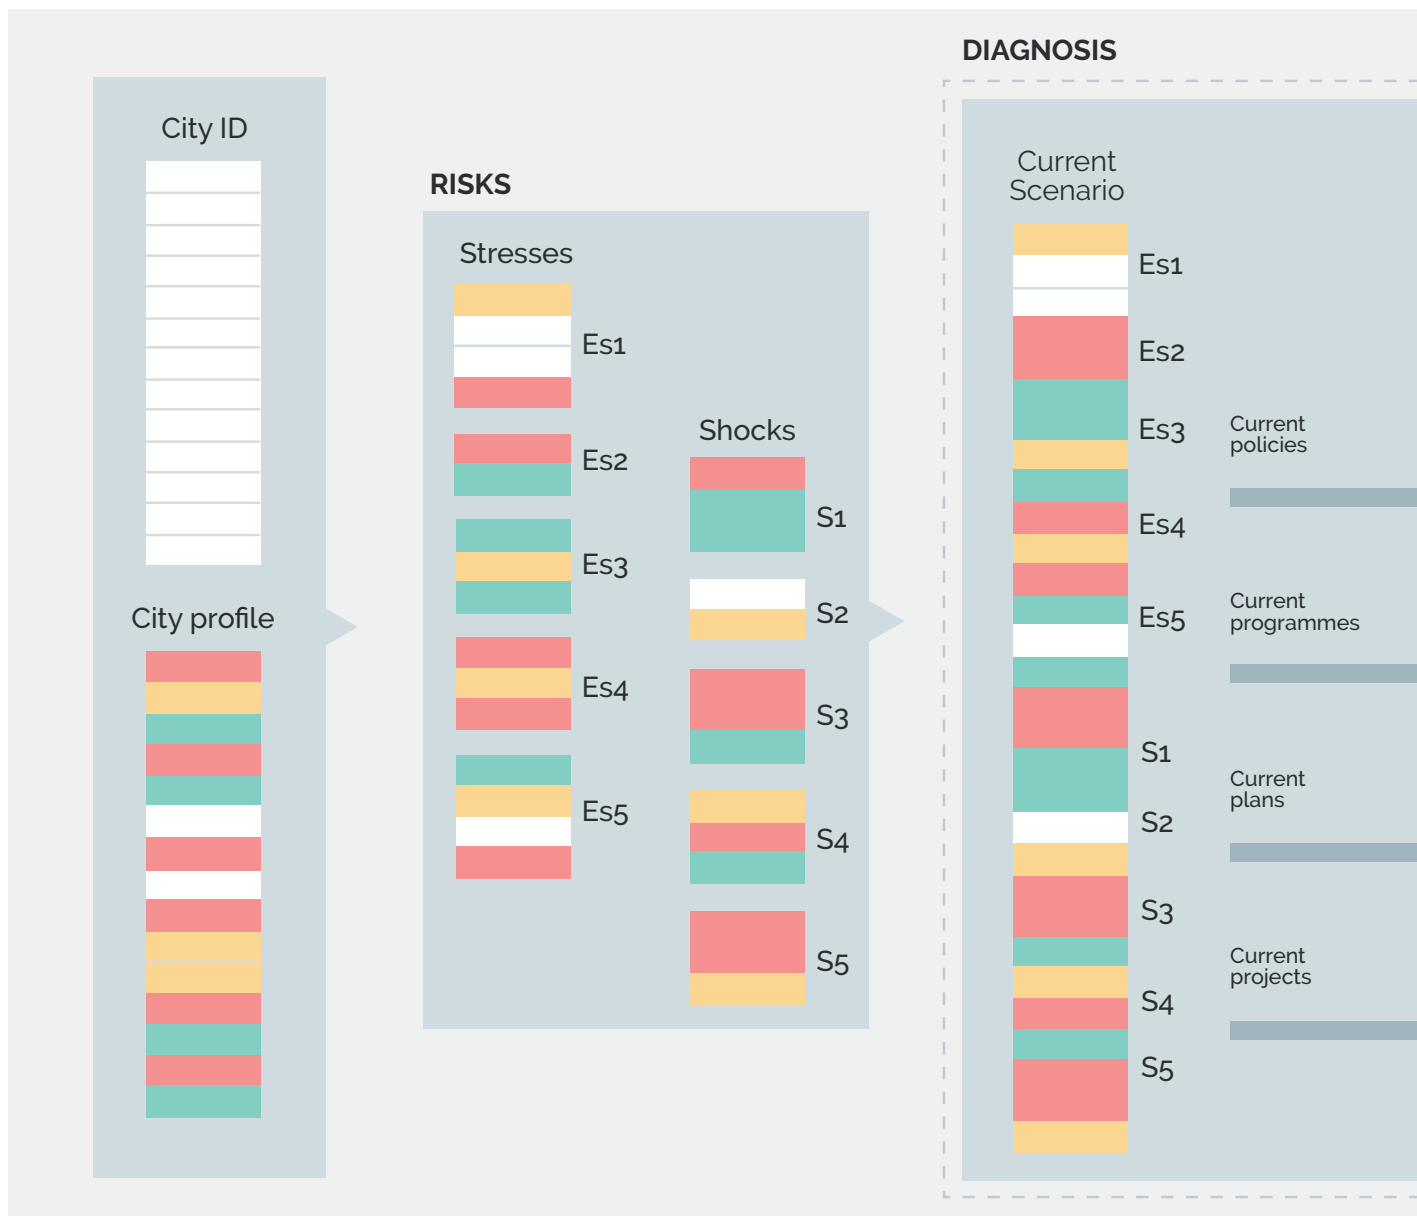 City ID
City profile
RISKS
Stresses
Es1
Es2
Es3
Es4
Es5
Shocks
S1
S2
S3
S4
S5
DIAGNOSIS
Current
Scenario
Es1
Es2
Es3
Es4
Es5
S1
S2
S3
S4
S5
Current
policies
Current
programmes
Current
plans
Current
projects